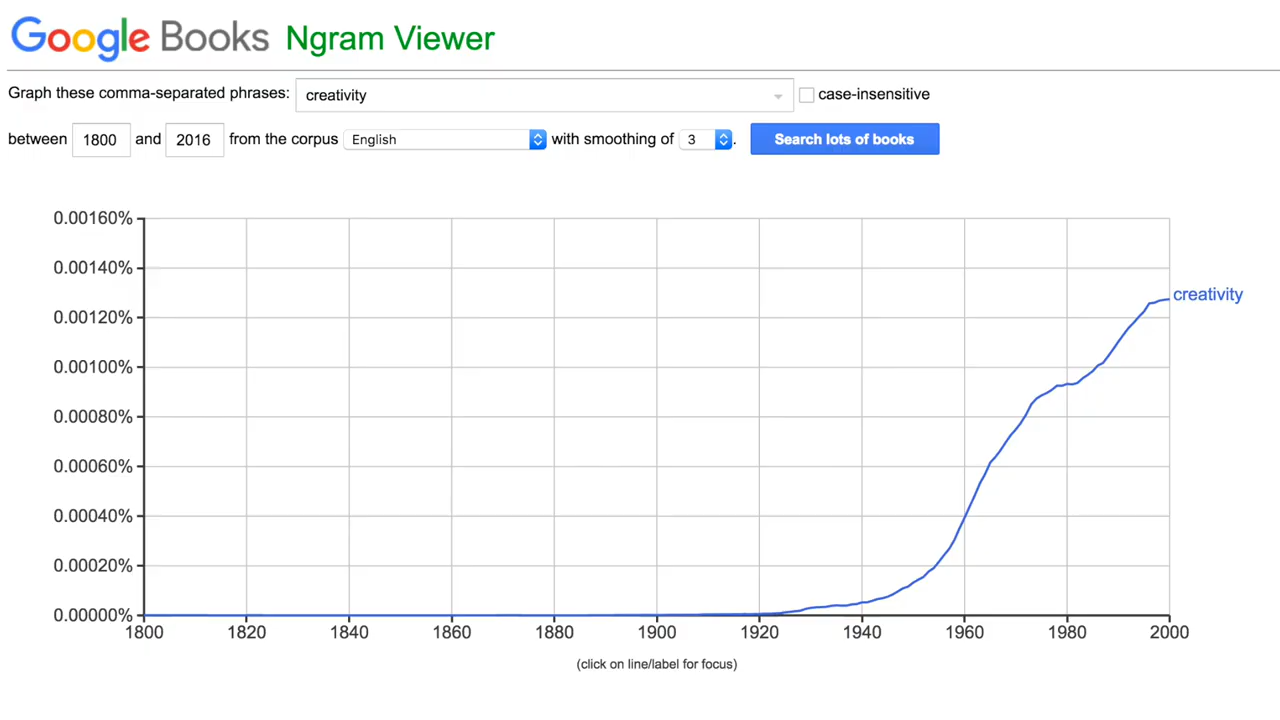 Google Books Ngram Viewer
Graph these comma-separated phrases: creativity case-insensitive
between 1800 and 2016 from the corpus English with smoothing of 3 . Search lots of books
0.00160%
0.00140%
creativity
0.00120%
0.00100%
0.00080%
0.00060%
0.00040%
0.00020%
0.00000%
1800 1820 1840 1860 1880 1900 1920 1940 1960 1980 2000
(click on line/label for focus)